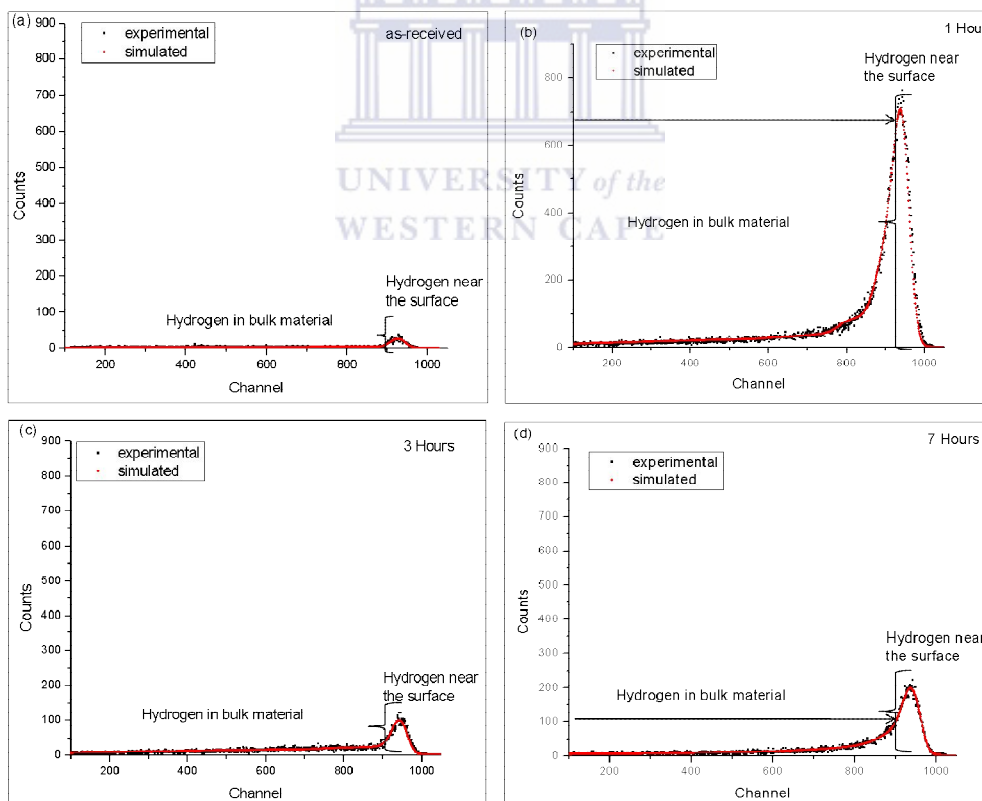 (a)
as-received
experimental
simulated
900
800
700
600
500
400
300
200
100
0
Counts
Hydrogen in bulk material
Hydrogen near
the surface
200
400
600
800
1000
Channel
UNIVERSITY of the
WESTERN CAPE
(b)
1 Hou
experimental
simulated
Hydrogen near
the surface
800
600
400
200
0
Counts
Hydrogen in bulk material
200
400
600
800
1000
Channel
(c)
3 Hours
experimental
simulated
900
800
700
600
500
400
300
200
100
0
Counts
Hydrogen in bulk material
Hydrogen near
the surface
200
400
600
800
1000
Channel
(d)
7 Hours
experimental
simulated
900
800
700
600
500
400
300
200
100
0
Counts
Hydrogen in bulk material
Hydrogen near
the surface
200
400
600
800
1000
Channel